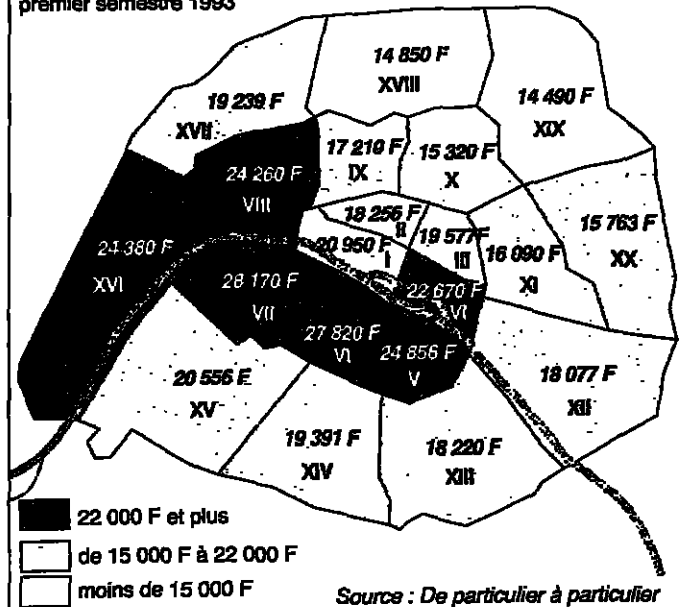 premier semestre 1993
14 850 F
XVIII
19 239 F
XVII
14 490 F
XIX
17 210 F
IX
15 320 F
X
24 260 F
VIII
18 256 F
II
19 577F
III
15 763 F
XX
24 380 F
XVI
20 950 F
I
16 090 F
XI
28 170 F
VII
22 670 F
VI
27 820 F
VI
24 856 F
V
20 556 F
XV
18 077 F
XII
19 391 F
XIV
18 220 F
XIII
22 000 F et plus
de 15 000 F à 22 000 F
moins de 15 000 F
Source : De particulier à particulier